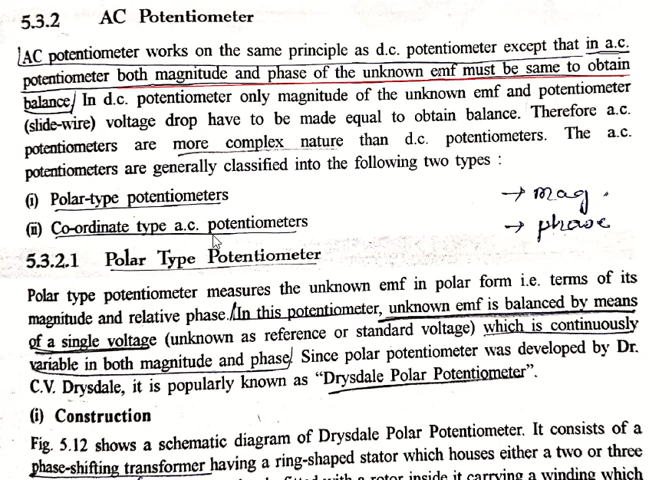 5.3.2 AC Potentiometer
AC potentiometer works on the same principle as d.c. potentiometer except that in a.c.
potentiometer both magnitude and phase of the unknown emf must be same to obtain
balance/ In d.c. potentiometer only magnitude of the unknown emf and potentiometer
(slide-wire) voltage drop have to be made equal to obtain balance. Therefore a.c.
potentiometers are more complex nature than d.c. potentiometers. The a.c.
potentiometers are generally classified into the following two types :
(i) Polar-type potentiometers → mag.
(ii) Co-ordinate type a.c. potentiometers → phase
5.3.2.1 Polar Type Potentiometer
Polar type potentiometer measures the unknown emf in polar form i.e. terms of its
magnitude and relative phase./In this potentiometer, unknown emf is balanced by means
of a single voltage (unknown as reference or standard voltage) which is continuously
variable in both magnitude and phase/ Since polar potentiometer was developed by Dr.
C.V. Drysdale, it is popularly known as “Drysdale Polar Potentiometer”.
(i) Construction
Fig. 5.12 shows a schematic diagram of Drysdale Polar Potentiometer. It consists of a
phase-shifting transformer having a ring-shaped stator which houses either a two or three
with a rotor inside it carrying a winding which